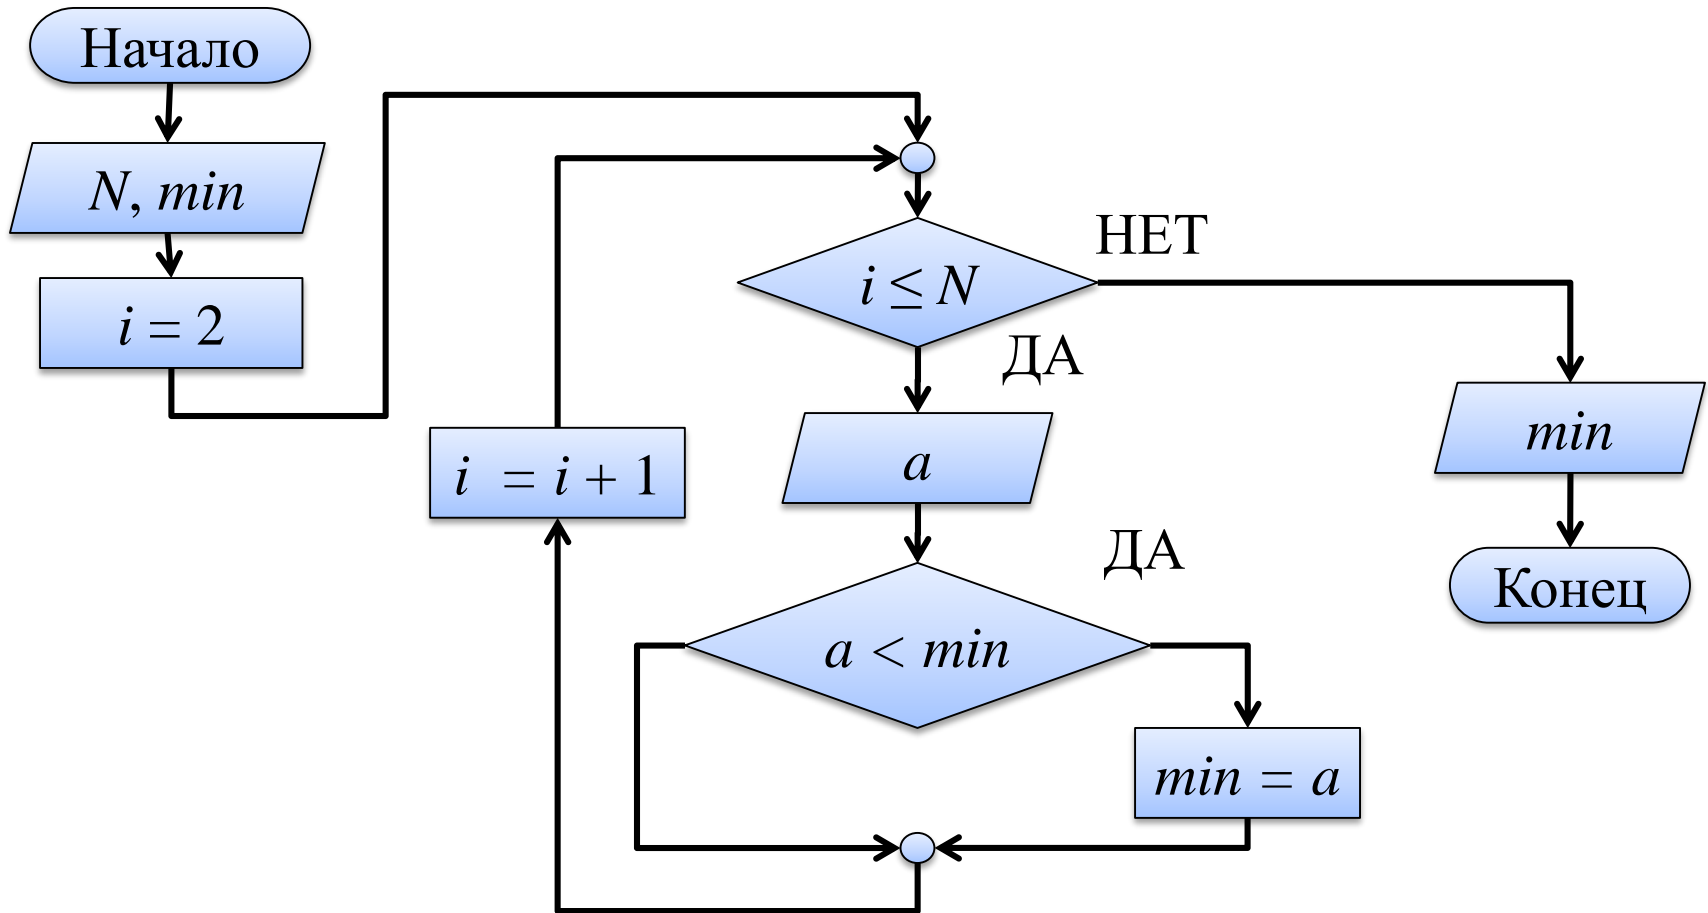 Начало
N, min
i = 2
i ≤ N
НЕТ
ДА
a
i = i + 1
a < min
ДА
min = a
min
Конец